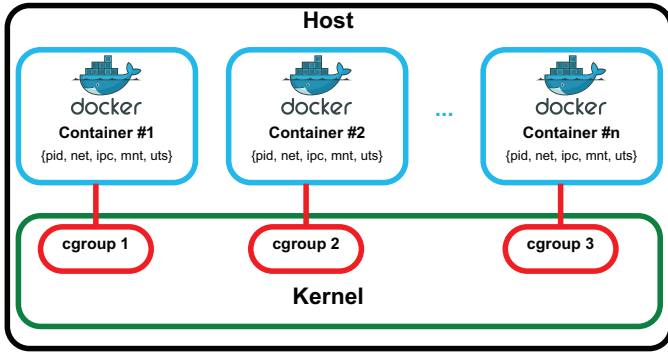 Host
docker
Container #1
{pid, net, ipc, mnt, uts}
docker
Container #2
{pid, net, ipc, mnt, uts}
...
docker
Container #n
{pid, net, ipc, mnt, uts}
cgroup 1
cgroup 2
cgroup 3
Kernel